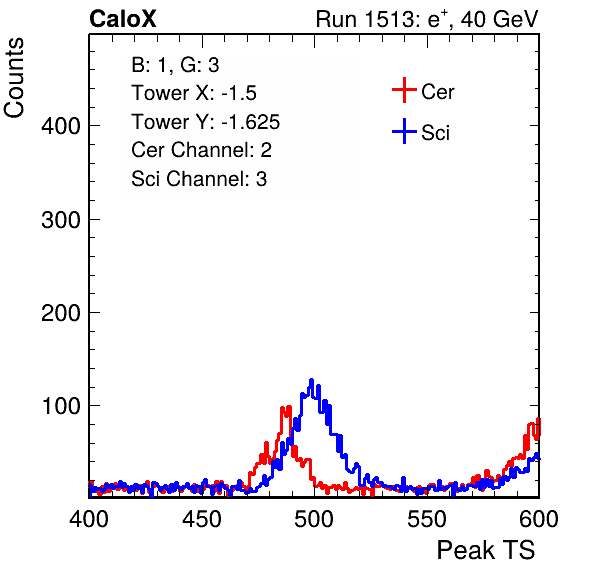 CaloX Run 1513: e⁺, 40 GeV
Counts
B: 1, G: 3
Tower X: -1.5
Tower Y: -1.625
Cer Channel: 2
Sci Channel: 3
Cer
Sci
400
300
200
100
400 450 500 550 600
Peak TS